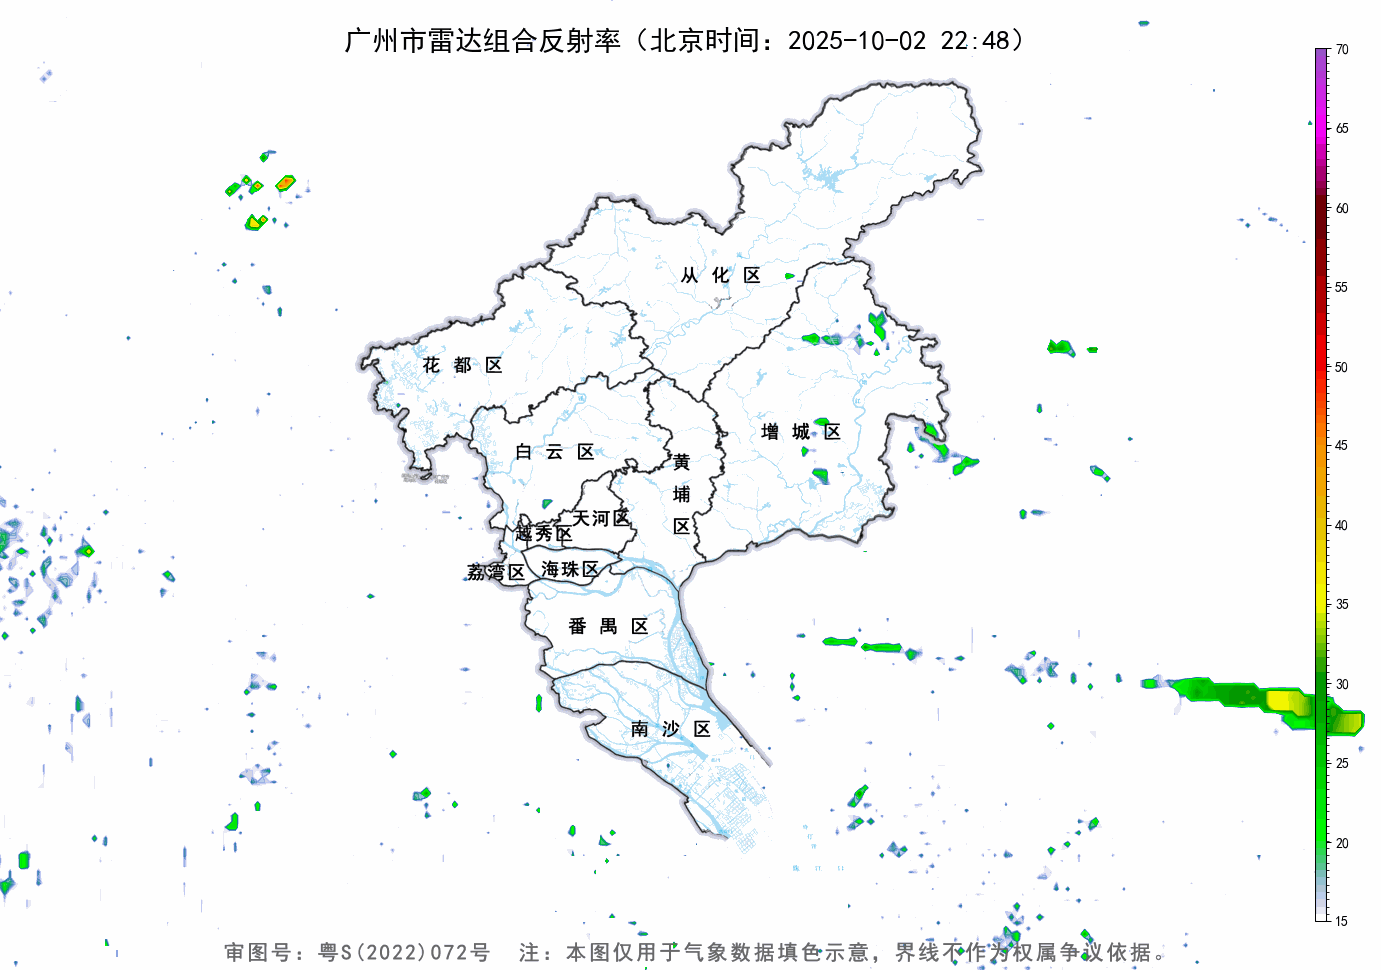 广州市雷达组合反射率（北京时间：2025-10-02 22:48）
70
65
60
55
50
45
40
35
30
25
20
15
从化区
花都区
增城区
白云区
黄埔区
天河区
越秀区
荔湾区
海珠区
番禺区
南沙区
审图号：粤S(2022)072号 注：本图仅用于气象数据填色示意，界线不作为权属争议依据。